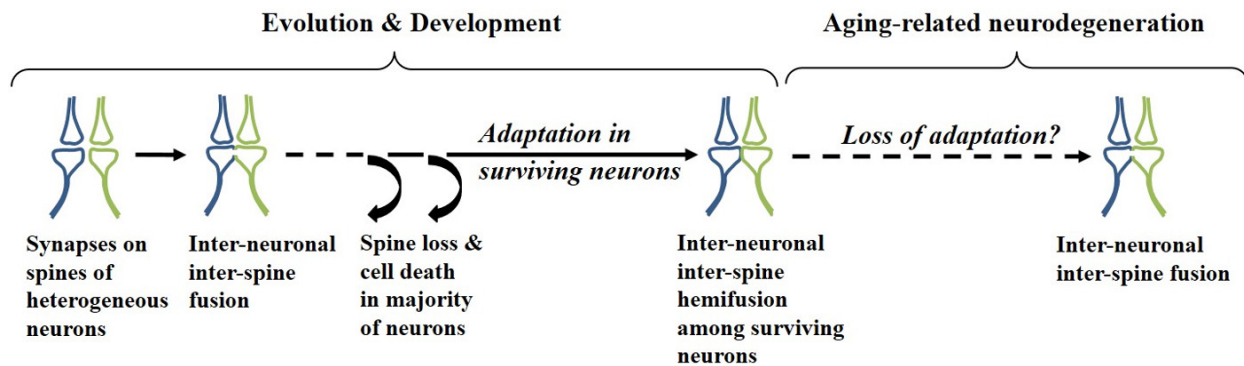 Evolution & Development
Aging-related neurodegeneration
Adaptation in
surviving neurons
Loss of adaptation?
Synapses on
spines of
heterogeneous
neurons
Inter-neuronal
inter-spine
fusion
Spine loss &
cell death
in majority
of neurons
Inter-neuronal
inter-spine
hemifusion
among surviving
neurons
Inter-neuronal
inter-spine fusion